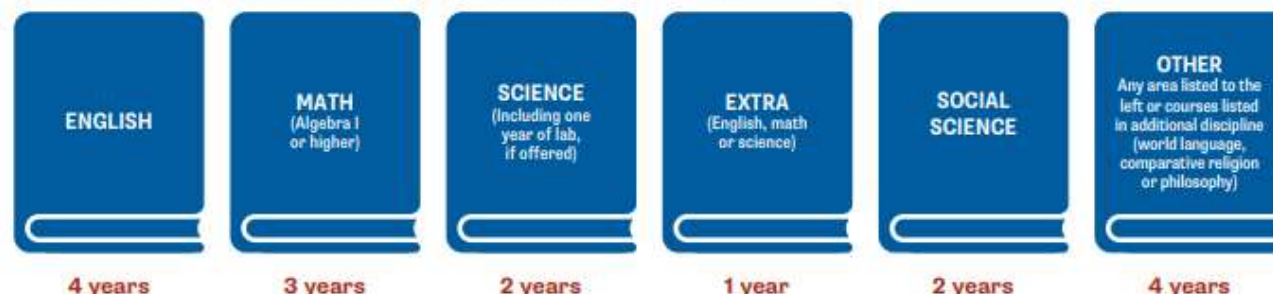 ENGLISH
4 years
MATH
(Algebra I
or higher)
3 years
SCIENCE
(Including one
year of lab,
if offered)
2 years
EXTRA
(English, math
or science)
1 year
SOCIAL
SCIENCE
2 years
OTHER
Any area listed to the
left or courses listed
in additional discipline
(world language,
comparative religion
or philosophy)
4 years